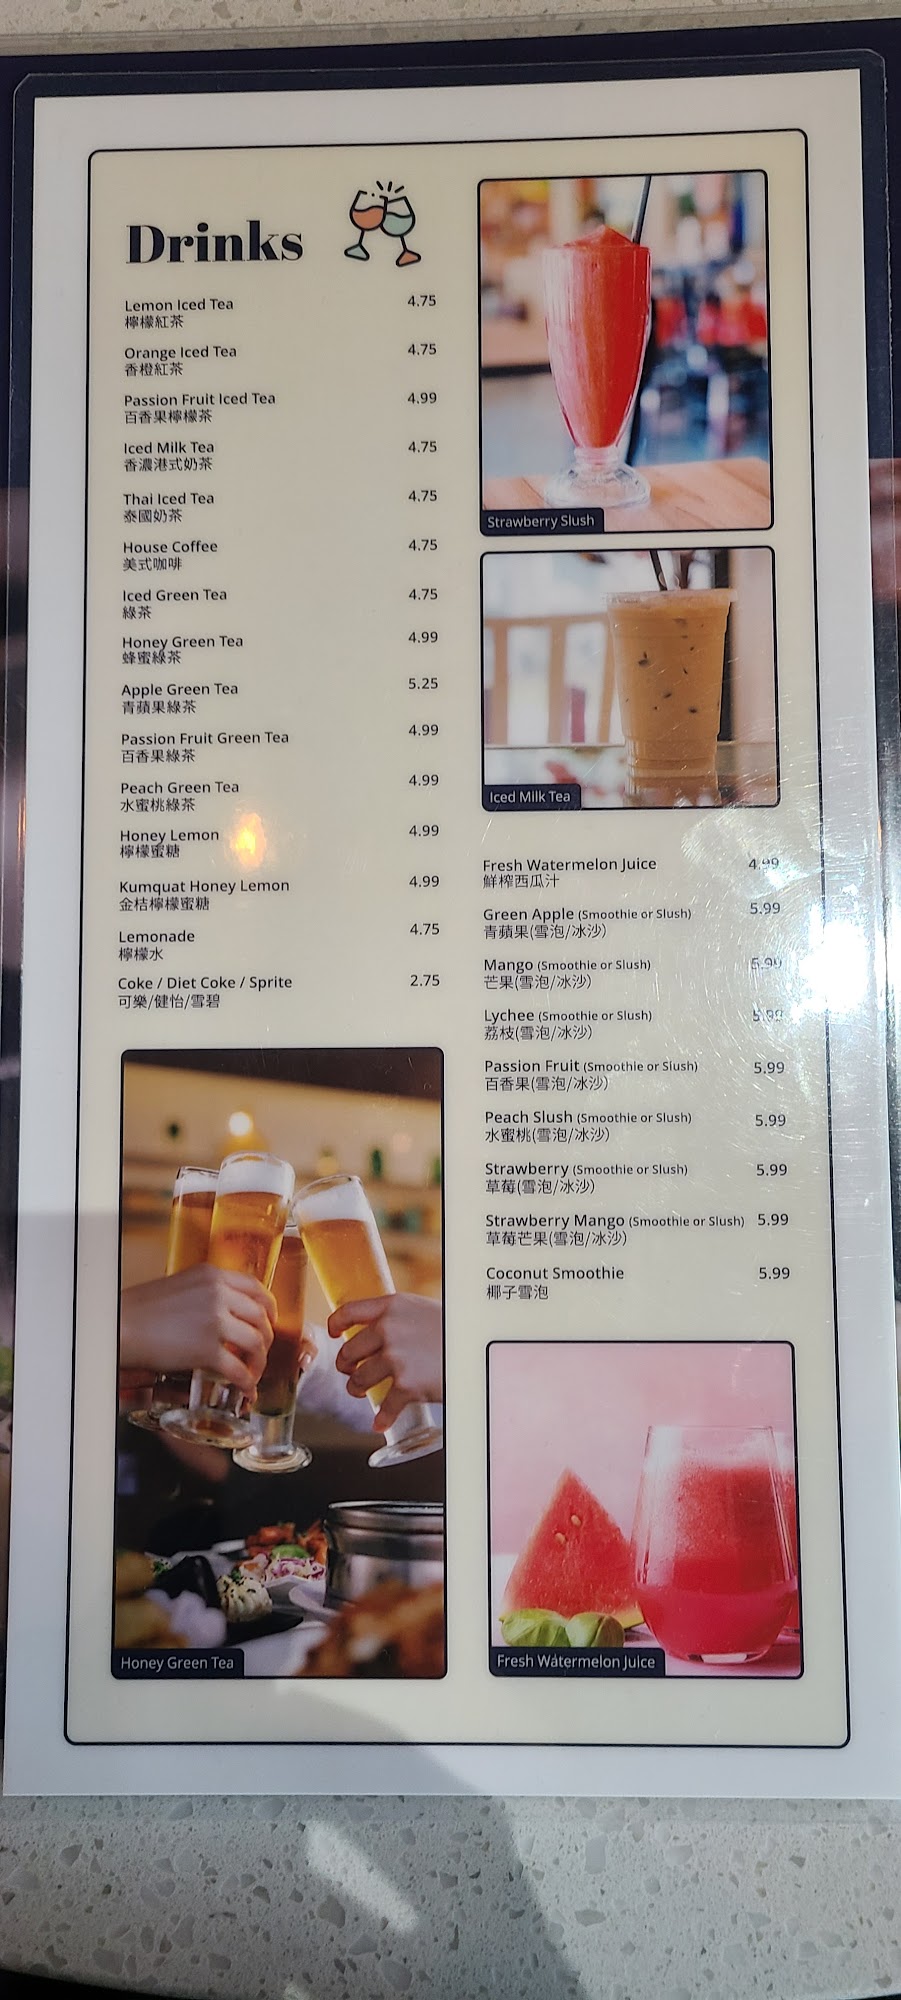 Drinks
Lemon Iced Tea 4.75
檸檬紅茶
Orange Iced Tea 4.75
香橙紅茶
Passion Fruit Iced Tea 4.99
百香果檸檬茶
Iced Milk Tea 4.75
香濃港式奶茶
Thai Iced Tea 4.75
泰國奶茶
House Coffee 4.75
美式咖啡
Iced Green Tea 4.75
綠茶
Honey Green Tea 4.99
蜂蜜綠茶
Apple Green Tea 5.25
青蘋果綠茶
Passion Fruit Green Tea 4.99
百香果綠茶
Peach Green Tea 4.99
水蜜桃綠茶
Honey Lemon 4.99
檸檬蜜糖
Kumquat Honey Lemon 4.99
金桔檸檬蜜糖
Lemonade 4.75
檸檬水
Coke / Diet Coke / Sprite 2.75
可樂/健怡/雪碧
Honey Green Tea
Strawberry Slush
Iced Milk Tea
Fresh Watermelon Juice 4.99
鮮榨西瓜汁
Green Apple (Smoothie or Slush) 5.99
青蘋果(雪泡/冰沙)
Mango (Smoothie or Slush) 5.99
芒果(雪泡/冰沙)
Lychee (Smoothie or Slush) 5.99
荔枝(雪泡/冰沙)
Passion Fruit (Smoothie or Slush) 5.99
百香果(雪泡/冰沙)
Peach Slush (Smoothie or Slush) 5.99
水蜜桃(雪泡/冰沙)
Strawberry (Smoothie or Slush) 5.99
草莓(雪泡/冰沙)
Strawberry Mango (Smoothie or Slush) 5.99
草莓芒果(雪泡/冰沙)
Coconut Smoothie 5.99
椰子雪泡
Fresh Watermelon Juice